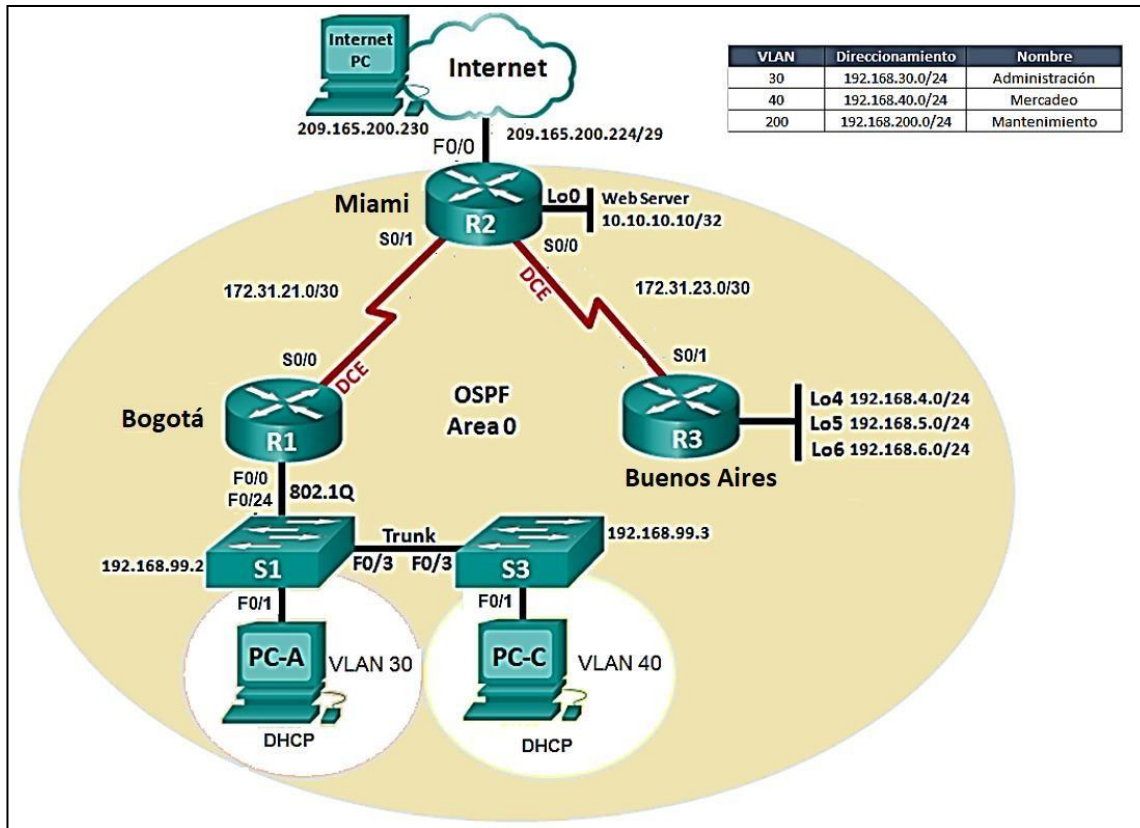 Internet
PC
Internet
209.165.200.230
209.165.200.224/29
F0/0
VLAN Direccionamiento Nombre
30 192.168.30.0/24 Administración
40 192.168.40.0/24 Mercadeo
200 192.168.200.0/24 Mantenimiento
Miami
R2
Lo0
Web Server
10.10.10.10/32
S0/1
S0/0
DCE
172.31.21.0/30
172.31.23.0/30
S0/0
DCE
S0/1
Bogotá
R1
OSPF
Area 0
R3
Buenos Aires
Lo4 192.168.4.0/24
Lo5 192.168.5.0/24
Lo6 192.168.6.0/24
F0/0
F0/24
802.1Q
192.168.99.2
S1
Trunk
F0/3 F0/3
S3
192.168.99.3
F0/1
PC-A
VLAN 30
DHCP
F0/1
PC-C
VLAN 40
DHCP